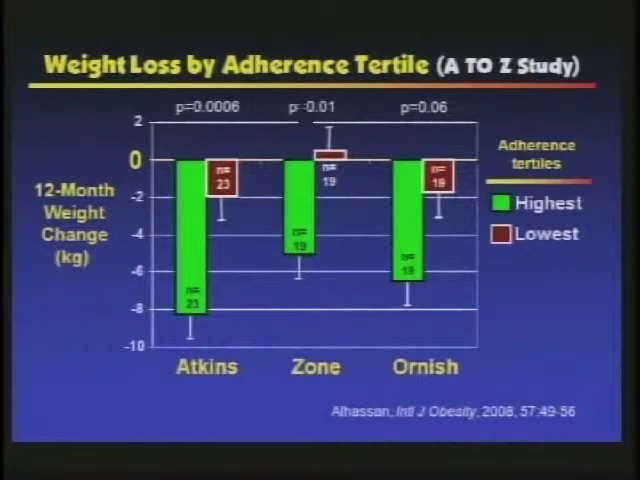 Weight Loss by Adherence Tertile (A TO Z Study)
p=0.0006 p=0.01 p=0.06
Adherence
tertiles
Highest
Lowest
12-Month
Weight
Change
(kg)
2
0
-2
-4
-6
-8
-10
n=
23
n=
23
n=
19
n=
19
n=
19
n=
19
Atkins Zone Ornish
Alhassan, Intl J Obesity, 2008; 57:49-56